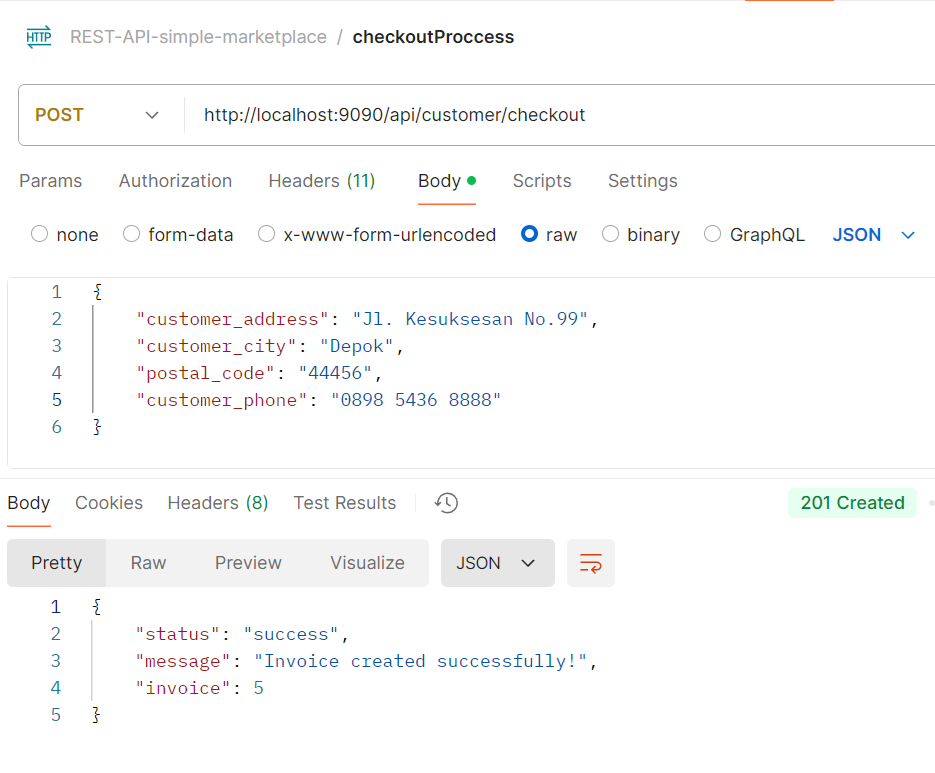 HTTP REST-API-simple-marketplace / checkoutProccess
POST http://localhost:9090/api/customer/checkout
Params Authorization Headers (11) Body Scripts Settings
none form-data x-www-form-urlencoded raw binary GraphQL JSON
1 {
2 "customer_address": "Jl. Kesuksesan No.99",
3 "customer_city": "Depok",
4 "postal_code": "44456",
5 "customer_phone": "0898 5436 8888"
6 }
Body Cookies Headers (8) Test Results 201 Created
Pretty Raw Preview Visualize JSON
1 {
2 "status": "success",
3 "message": "Invoice created successfully!",
4 "invoice": 5
5 }